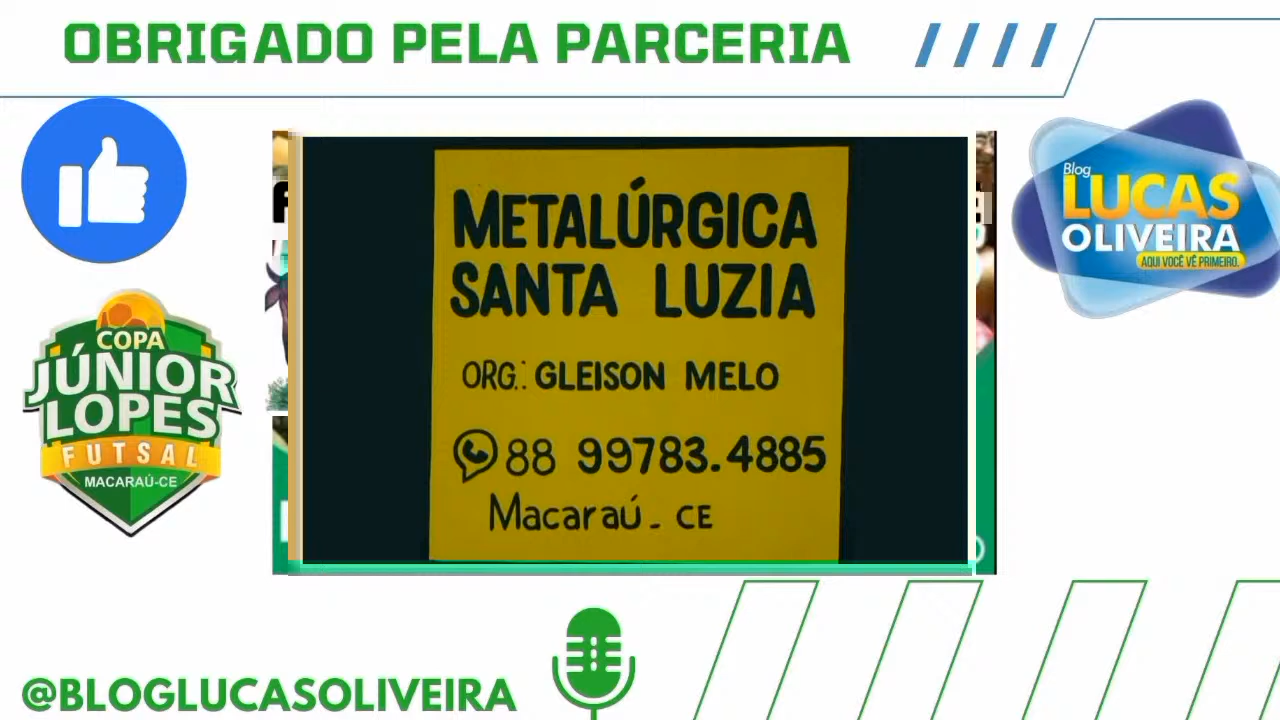 OBRIGADO PELA PARCERIA
Blog
LUCAS
OLIVEIRA
AQUI VOCÊ VÊ PRIMEIRO.
METALÚRGICA
SANTA LUZIA
ORG.: GLEISON MELO
88 99783.4885
Macaraú - CE
COPA
JÚNIOR
LOPES
FUTSAL
MACARAÚ-CE
@BLOGLUCASOLIVEIRA